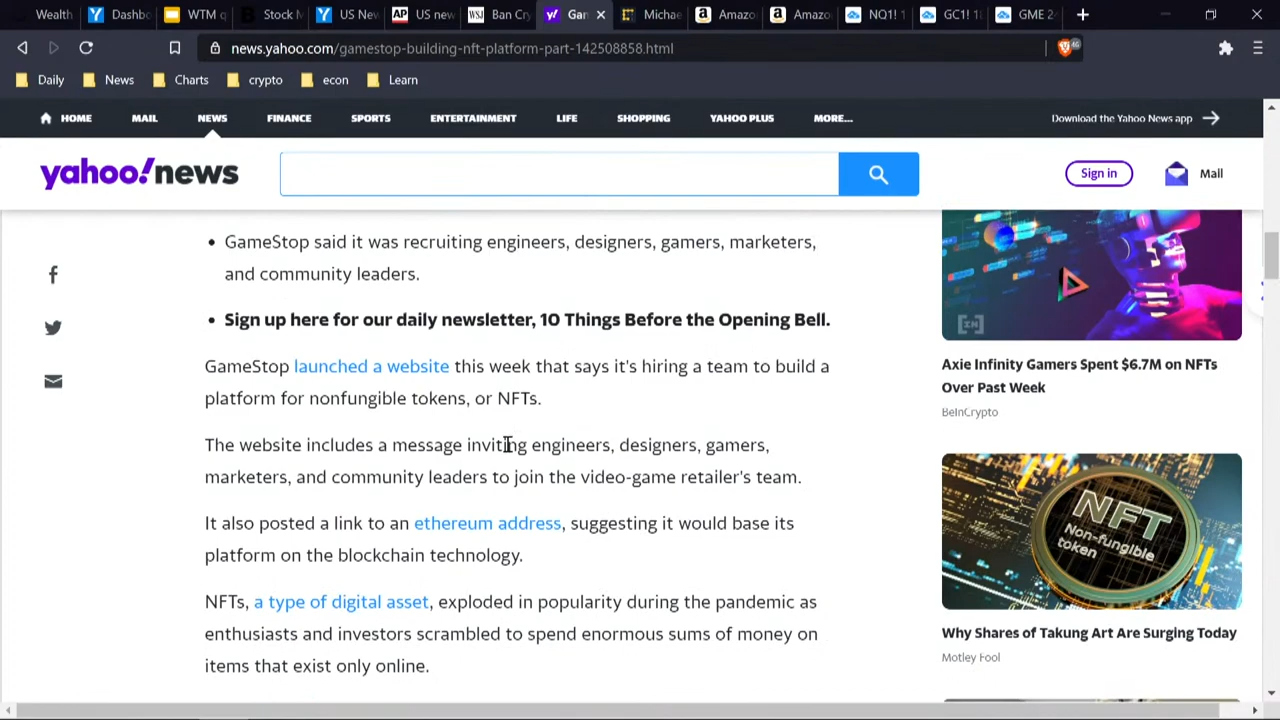 Wealth
Dashbo
WTM q
Stock M
US Nev
US new
Ban Cry
Gan
Michae
Amazo
Amazo
NQ1! 1
GC1! 1
GME 2
news.yahoo.com/gamestop-building-nft-platform-part-142508858.html
Daily
News
Charts
crypto
econ
Learn
HOME
MAIL
NEWS
FINANCE
SPORTS
ENTERTAINMENT
LIFE
SHOPPING
YAHOO PLUS
MORE...
Download the Yahoo News app
yahoo!news
Sign in
Mail
• GameStop said it was recruiting engineers, designers, gamers, marketers,
and community leaders.
• Sign up here for our daily newsletter, 10 Things Before the Opening Bell.
GameStop launched a website this week that says it's hiring a team to build a
platform for nonfungible tokens, or NFTs.
The website includes a message inviting engineers, designers, gamers,
marketers, and community leaders to join the video-game retailer's team.
It also posted a link to an ethereum address, suggesting it would base its
platform on the blockchain technology.
NFTs, a type of digital asset, exploded in popularity during the pandemic as
enthusiasts and investors scrambled to spend enormous sums of money on
items that exist only online.
Axie Infinity Gamers Spent $6.7M on NFTs
Over Past Week
BeInCrypto
NFT
Non-fungible
token
Why Shares of Takung Art Are Surging Today
Motley Fool